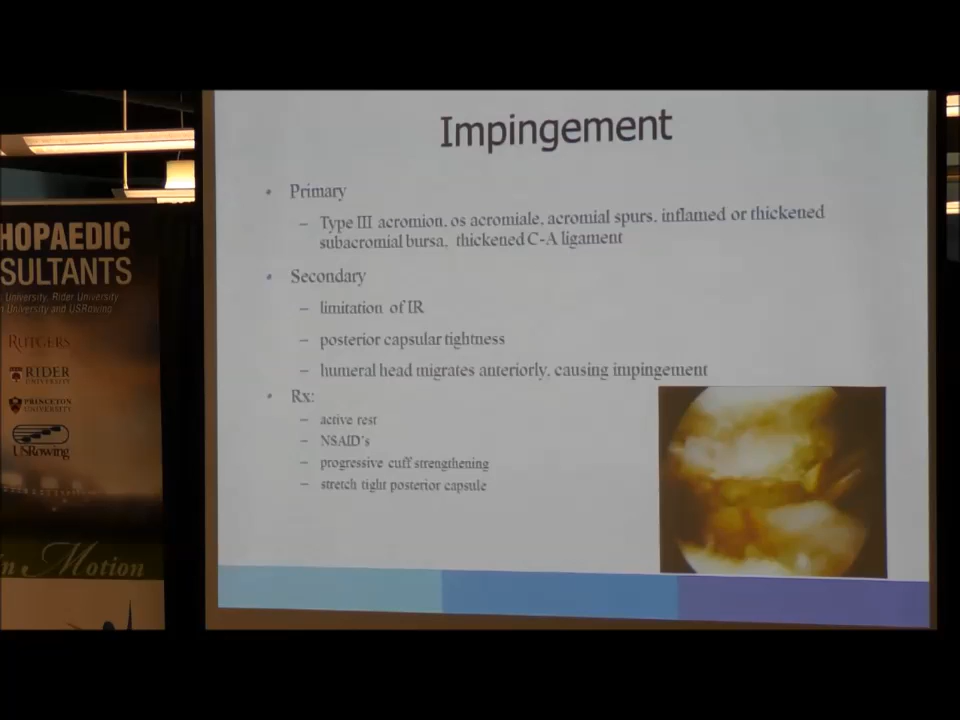 Impingement
• Primary
– Type III acromion, os acromiale, acromial spurs, inflamed or thickened
subacromial bursa, thickened C-A ligament
• Secondary
– limitation of IR
– posterior capsular tightness
– humeral head migrates anteriorly, causing impingement
• Rx:
– active rest
– NSAID's
– progressive cuff strengthening
– stretch tight posterior capsule
HOPAEDIC
SULTANTS
University, Rider University
University and USRowing
RUTGERS
RIDER
UNIVERSITY
PRINCETON
UNIVERSITY
USRowing
in Motion